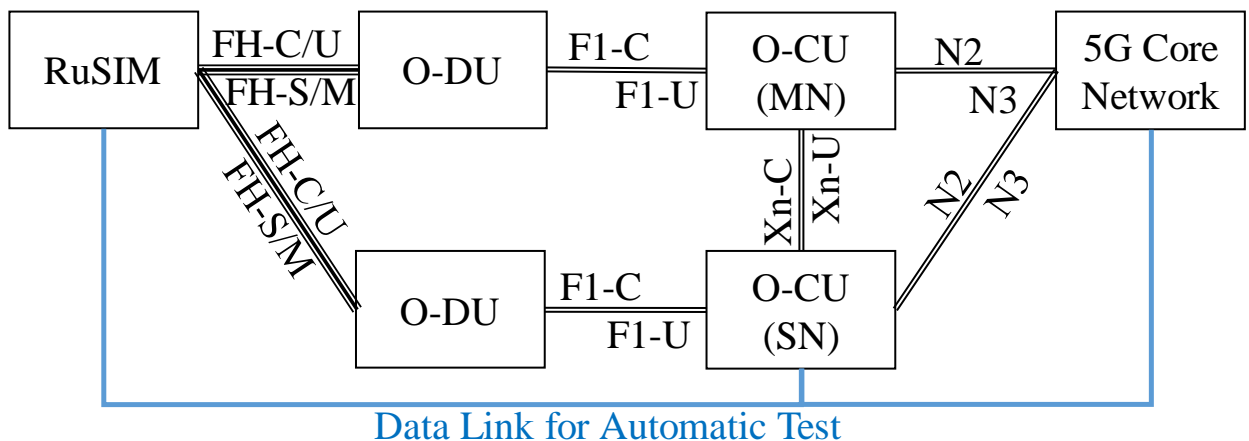 RuSIM
FH-C/U
FH-S/M
O-DU
F1-C
F1-U
O-CU
(MN)
N2
N3
5G Core
Network
FH-C/U
FH-S/M
Xn-C
Xn-U
N2
N3
O-DU
F1-C
F1-U
O-CU
(SN)
Data Link for Automatic Test